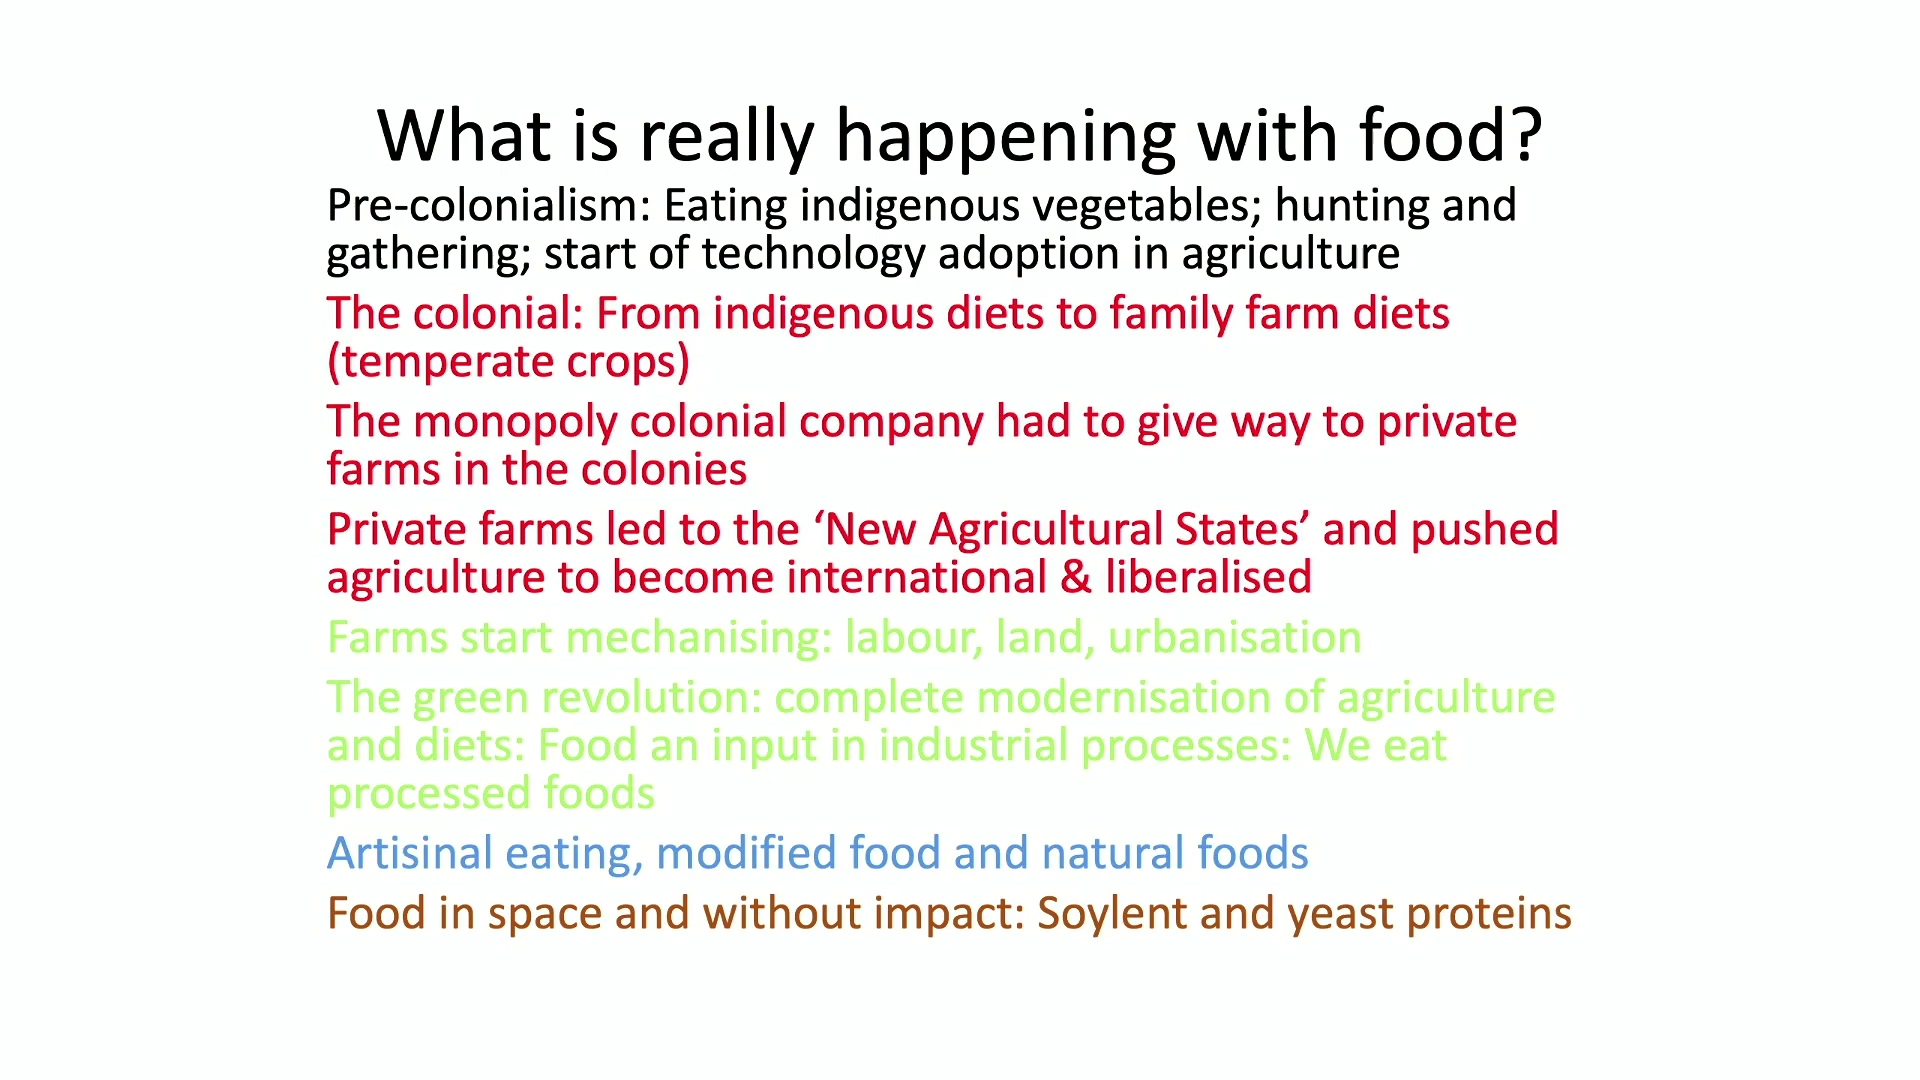 What is really happening with food?
Pre-colonialism: Eating indigenous vegetables; hunting and
gathering; start of technology adoption in agriculture
The colonial: From indigenous diets to family farm diets
(temperate crops)
The monopoly colonial company had to give way to private
farms in the colonies
Private farms led to the ‘New Agricultural States’ and pushed
agriculture to become international & liberalised
Farms start mechanising: labour, land, urbanisation
The green revolution: complete modernisation of agriculture
and diets: Food an input in industrial processes: We eat
processed foods
Artisinal eating, modified food and natural foods
Food in space and without impact: Soylent and yeast proteins